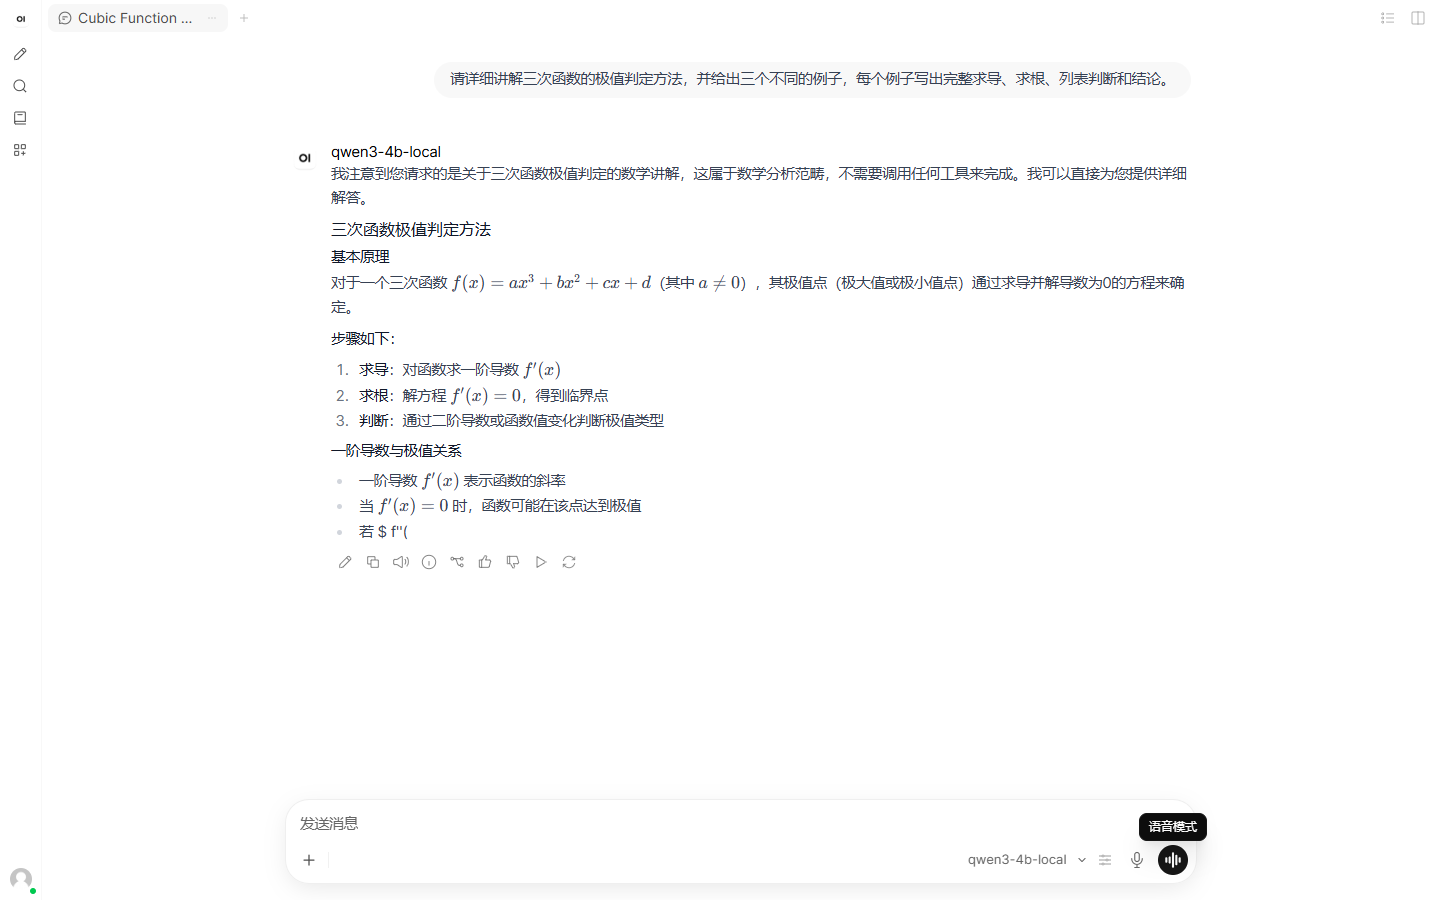 OI
Cubic Function ...
请详细讲解三次函数的极值判定方法，并给出三个不同的例子，每个例子写出完整求导、求根、列表判断和结论。
OI
qwen3-4b-local
我注意到您请求的是关于三次函数极值判定的数学讲解，这属于数学分析范畴，不需要调用任何工具来完成。我可以直接为您提供详细
解答。
三次函数极值判定方法
基本原理
对于一个三次函数 f(x) = ax³ + bx² + cx + d（其中 a ≠ 0），其极值点（极大值或极小值点）通过求导并解导数为0的方程来确
定。
步骤如下：
1. 求导：对函数求一阶导数 f′(x)
2. 求根：解方程 f′(x) = 0，得到临界点
3. 判断：通过二阶导数或函数值变化判断极值类型
一阶导数与极值关系
一阶导数 f′(x) 表示函数的斜率
当 f′(x) = 0 时，函数可能在该点达到极值
若 $ f''(
发送消息
语音模式
qwen3-4b-local